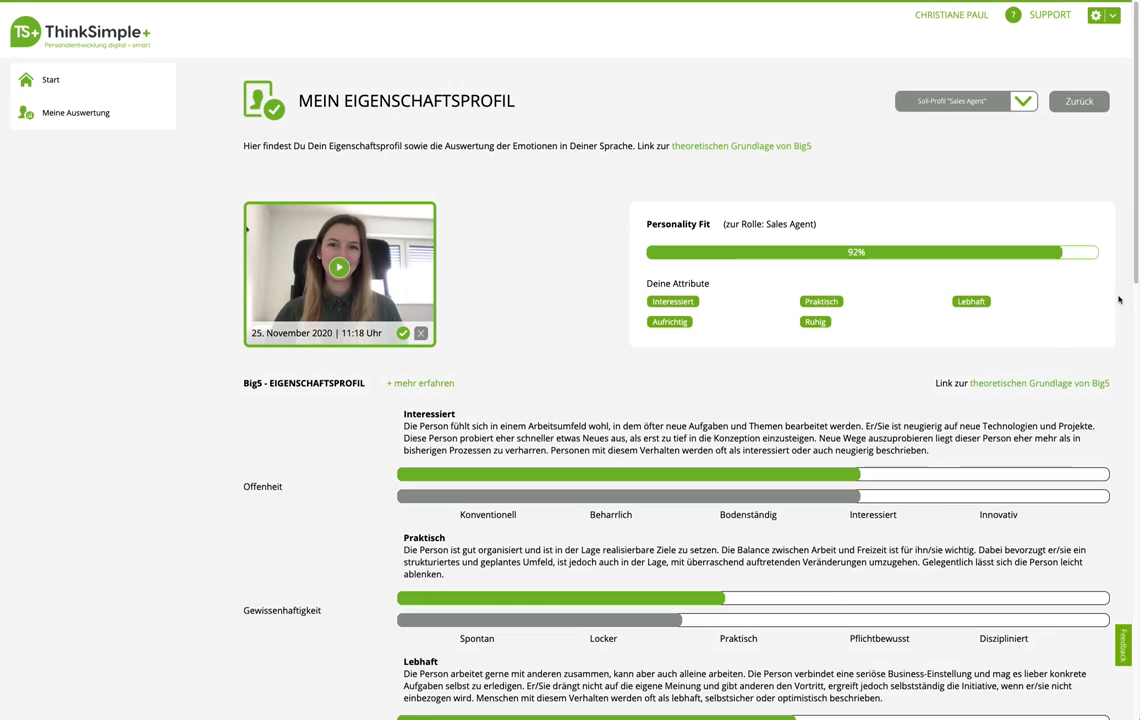 CHRISTIANE PAUL ? SUPPORT
TS+ ThinkSimple+
Personalentwicklung digital + smart
Start
Meine Auswertung
MEIN EIGENSCHAFTSPROFIL
Soll-Profil "Sales Agent"
Zurück
Hier findest Du Dein Eigenschaftsprofil sowie die Auswertung der Emotionen in Deiner Sprache. Link zur theoretischen Grundlage von Big5
25. November 2020 | 11:18 Uhr
Personality Fit (zur Rolle: Sales Agent)
92%
Deine Attribute
Interessiert Praktisch Lebhaft
Aufrichtig Ruhig
Big5 - EIGENSCHAFTSPROFIL + mehr erfahren
Link zur theoretischen Grundlage von Big5
Interessiert
Die Person fühlt sich in einem Arbeitsumfeld wohl, in dem öfter neue Aufgaben und Themen bearbeitet werden. Er/Sie ist neugierig auf neue Technologien und Projekte.
Diese Person probiert eher schneller etwas Neues aus, als erst zu tief in die Konzeption einzusteigen. Neue Wege auszuprobieren liegt dieser Person eher mehr als in
bisherigen Prozessen zu verharren. Personen mit diesem Verhalten werden oft als interessiert oder auch neugierig beschrieben.
Offenheit
Konventionell Beharrlich Bodenständig Interessiert Innovativ
Praktisch
Die Person ist gut organisiert und ist in der Lage realisierbare Ziele zu setzen. Die Balance zwischen Arbeit und Freizeit ist für ihn/sie wichtig. Dabei bevorzugt er/sie ein
strukturiertes und geplantes Umfeld, ist jedoch auch in der Lage, mit überraschend auftretenden Veränderungen umzugehen. Gelegentlich lässt sich die Person leicht
ablenken.
Gewissenhaftigkeit
Spontan Locker Praktisch Pflichtbewusst Diszipliniert
Feedback
Lebhaft
Die Person arbeitet gerne mit anderen zusammen, kann aber auch alleine arbeiten. Die Person verbindet eine seriöse Business-Einstellung und mag es lieber konkrete
Aufgaben selbst zu erledigen. Er/Sie drängt nicht auf die eigene Meinung und gibt anderen den Vortritt, ergreift jedoch selbstständig die Initiative, wenn er/sie nicht
einbezogen wird. Menschen mit diesem Verhalten werden oft als lebhaft, selbsticher oder optimistisch beschrieben.